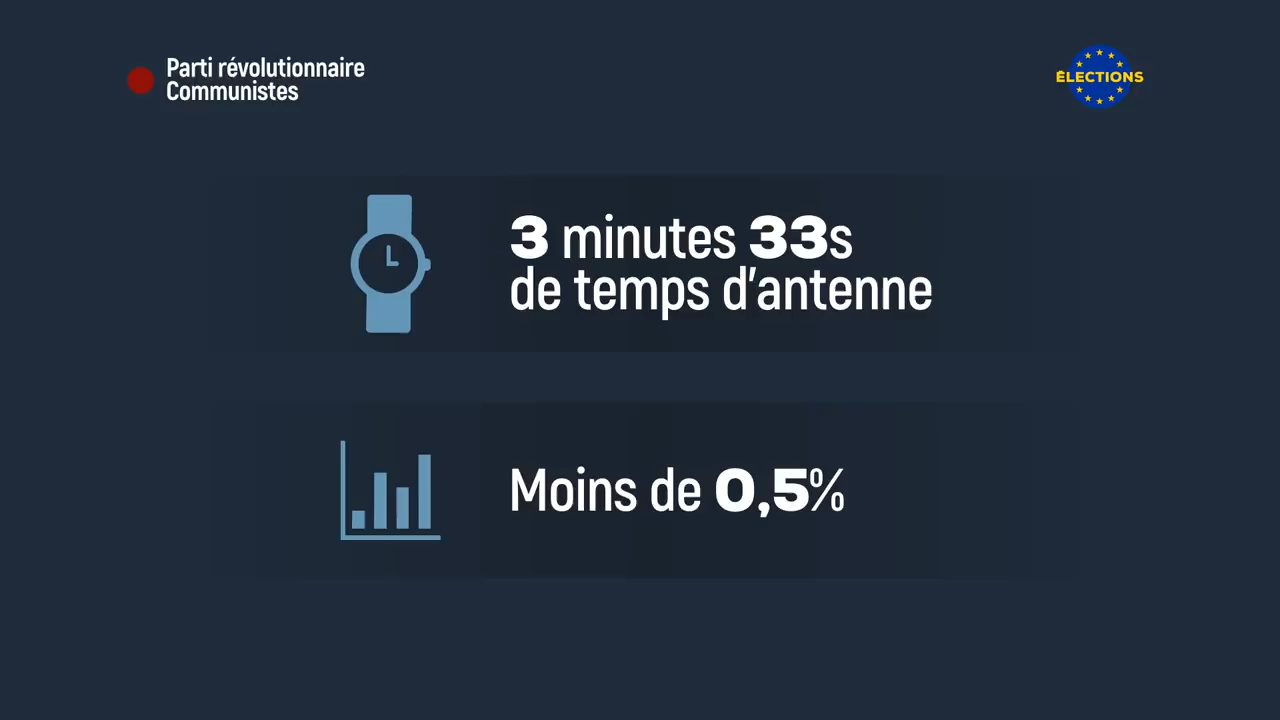 Parti révolutionnaire
Communistes
ÉLECTIONS
3 minutes 33s
de temps d'antenne
Moins de 0,5%